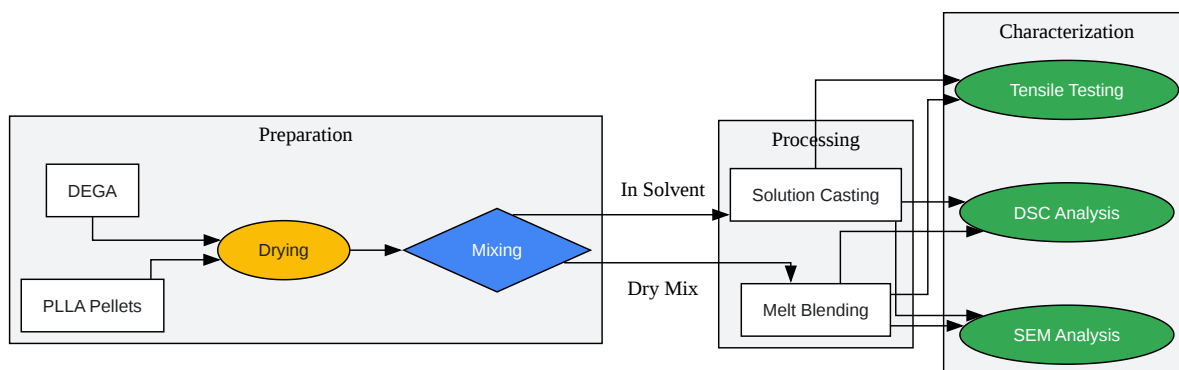 Preparation
DEGA
PLLA Pellets
Drying
Mixing
In Solvent
Dry Mix
Processing
Solution Casting
Melt Blending
Characterization
Tensile Testing
DSC Analysis
SEM Analysis